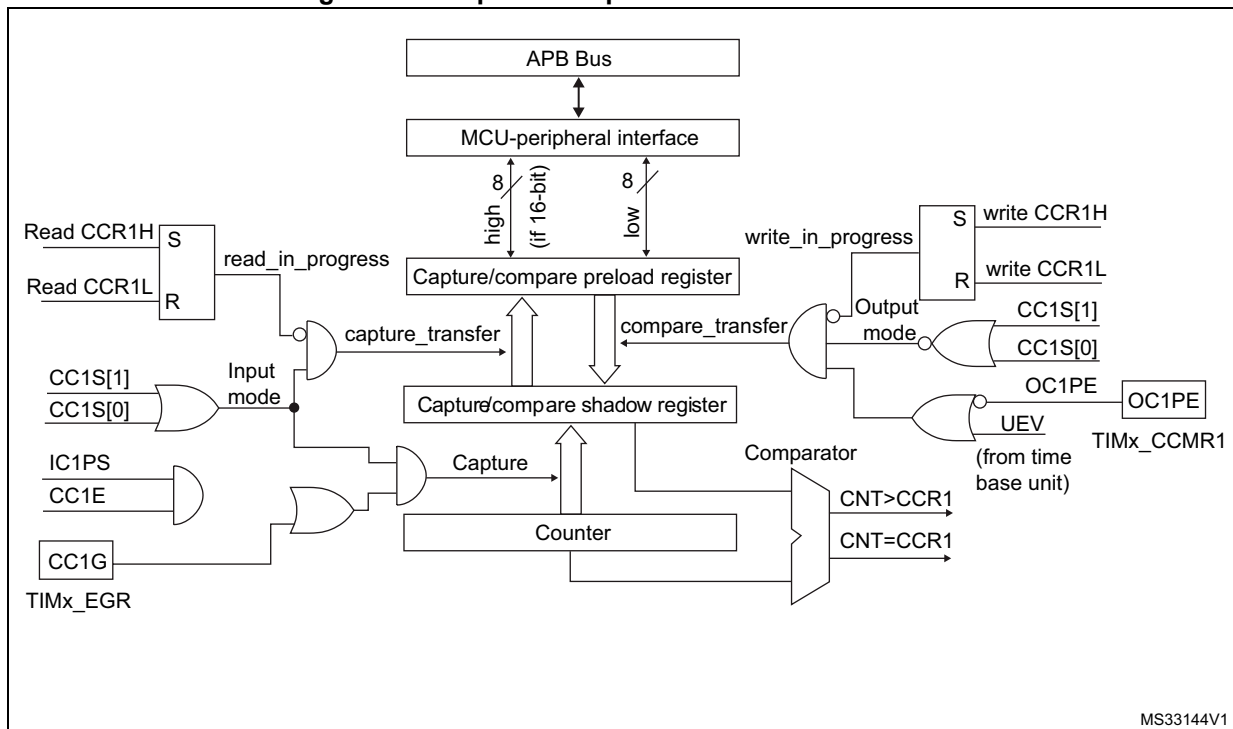 APB Bus
MCU-peripheral interface
8
high
(if 16-bit)
8
low
Read CCR1H
Read CCR1L
S
R
read_in_progress
write_in_progress
S
R
write CCR1H
write CCR1L
Capture/compare preload register
capture_transfer
compare_transfer
Output
mode
CC1S[1]
CC1S[0]
CC1S[1]
CC1S[0]
Input
mode
Capture/compare shadow register
OC1PE
OC1PE
UEV
TIMx_CCMR1
(from time
base unit)
IC1PS
CC1E
Capture
Comparator
CNT>CCR1
CNT=CCR1
Counter
CC1G
TIMx_EGR
MS33144V1